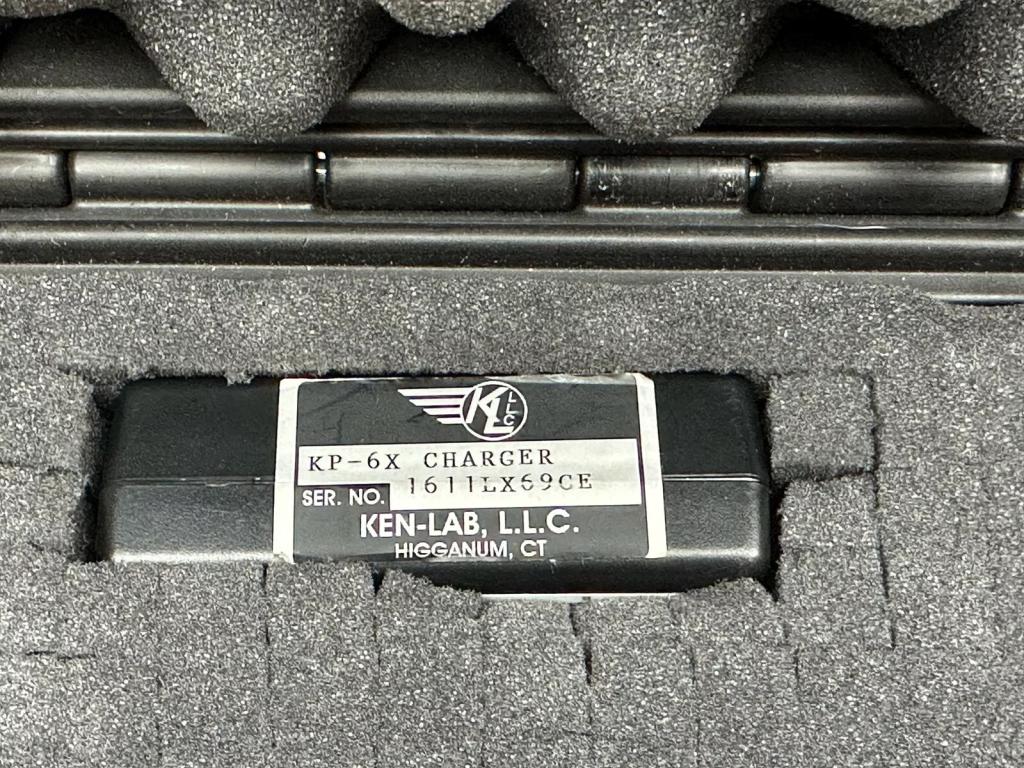 KL LLC
KP-6X CHARGER
SER. NO. 1611LX69CE
KEN-LAB, L.L.C.
HIGGANUM, CT